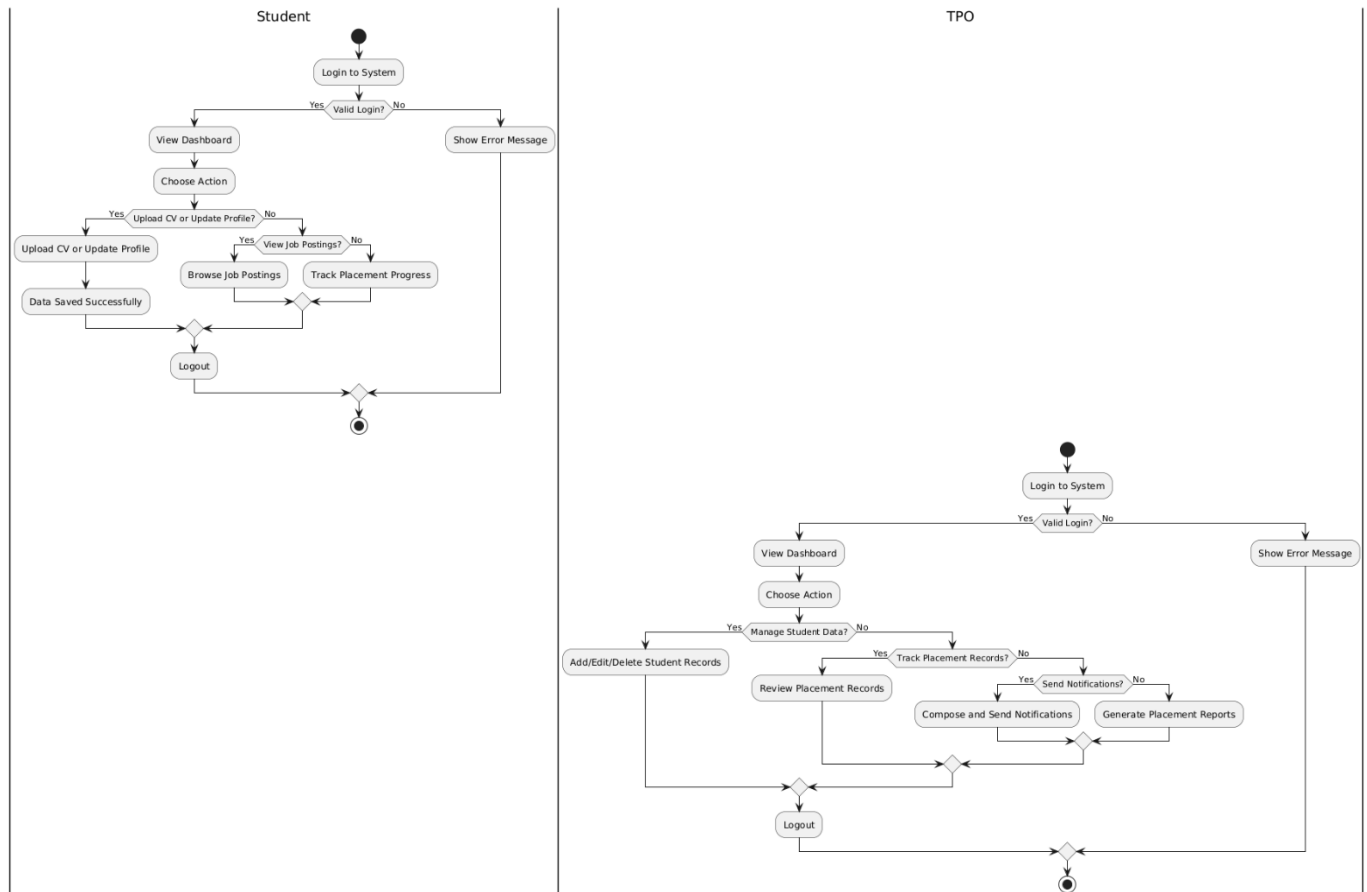 Student
TPO
Login to System
Yes
Valid Login?
No
View Dashboard
Show Error Message
Choose Action
Yes
Upload CV or Update Profile?
No
Upload CV or Update Profile
Yes
View Job Postings?
No
Browse Job Postings
Track Placement Progress
Data Saved Successfully
Logout
Login to System
Yes
Valid Login?
No
View Dashboard
Show Error Message
Choose Action
Yes
Manage Student Data?
No
Add/Edit/Delete Student Records
Yes
Track Placement Records?
No
Review Placement Records
Yes
Send Notifications?
No
Compose and Send Notifications
Generate Placement Reports
Logout